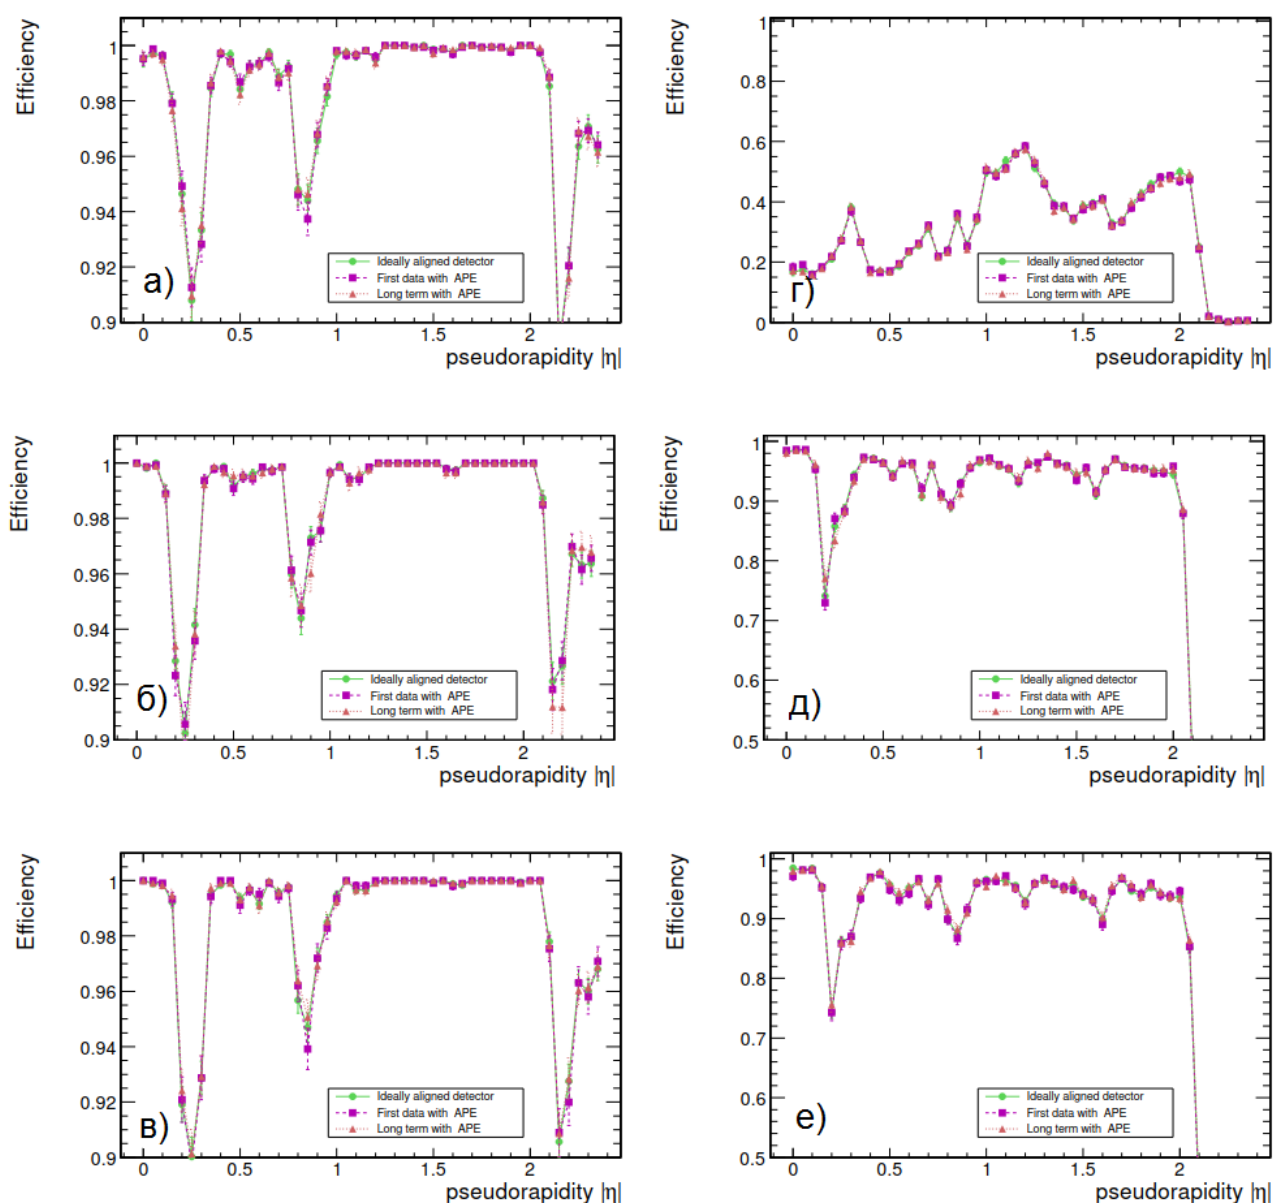 Efficiency
1
0.98
0.96
0.94
0.92
0.9
а)
Ideally aligned detector
First data with APE
Long term with APE
0 0.5 1 1.5 2
pseudorapidity |η|
Efficiency
1
0.8
0.6
0.4
0.2
0
г)
Ideally aligned detector
First data with APE
Long term with APE
0 0.5 1 1.5 2
pseudorapidity |η|
Efficiency
1
0.98
0.96
0.94
0.92
0.9
б)
Ideally aligned detector
First data with APE
Long term with APE
0 0.5 1 1.5 2
pseudorapidity |η|
Efficiency
1
0.9
0.8
0.7
0.6
0.5
д)
Ideally aligned detector
First data with APE
Long term with APE
0 0.5 1 1.5 2
pseudorapidity |η|
Efficiency
1
0.98
0.96
0.94
0.92
0.9
в)
Ideally aligned detector
First data with APE
Long term with APE
0 0.5 1 1.5 2
pseudorapidity |η|
Efficiency
1
0.9
0.8
0.7
0.6
0.5
е)
Ideally aligned detector
First data with APE
Long term with APE
0 0.5 1 1.5 2
pseudorapidity |η|